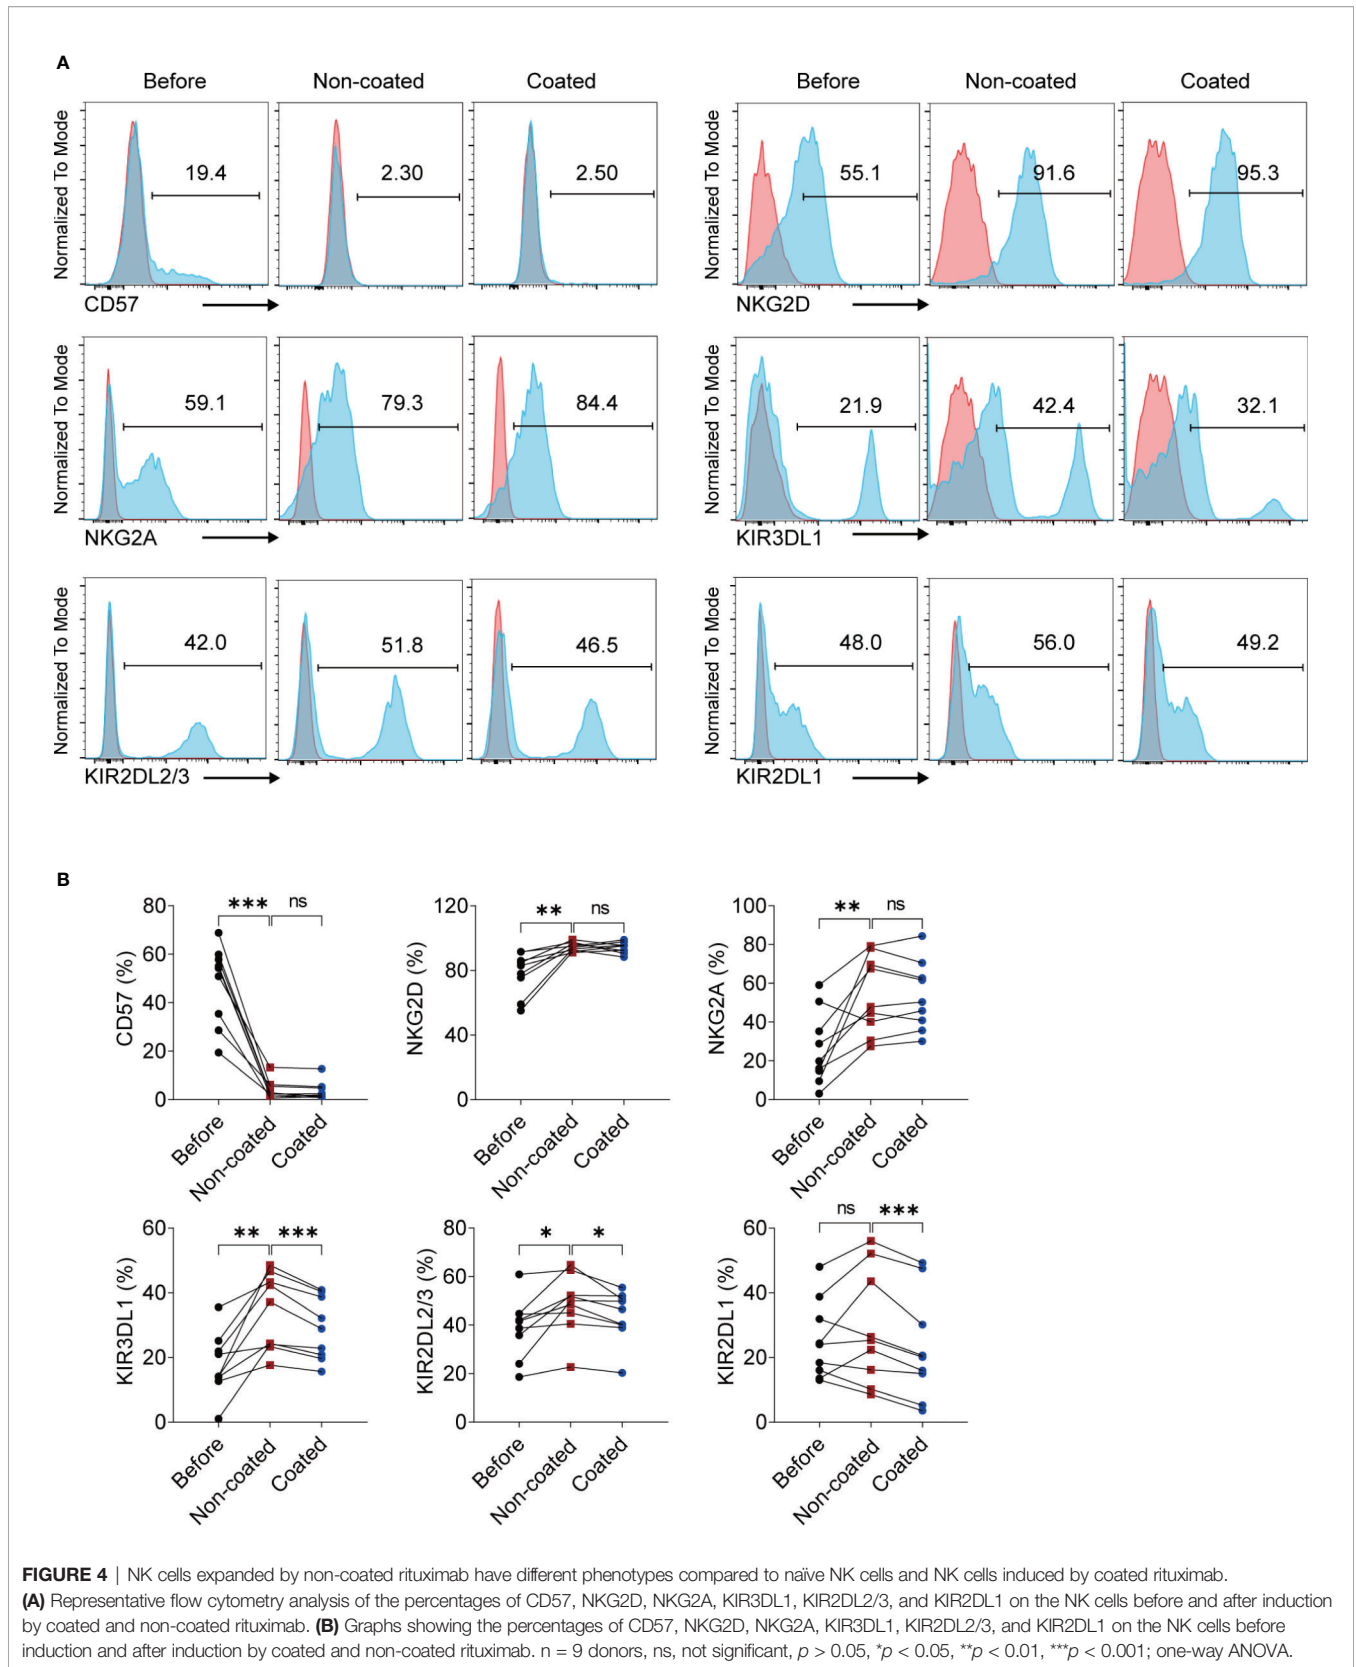 A
Before Non-coated Coated Before Non-coated Coated
Normalized To Mode 19.4 2.30 2.50 Normalized To Mode 55.1 91.6 95.3
CD57 NKG2D
Normalized To Mode 59.1 79.3 84.4 Normalized To Mode 21.9 42.4 32.1
NKG2A KIR3DL1
Normalized To Mode 42.0 51.8 46.5 Normalized To Mode 48.0 56.0 49.2
KIR2DL2/3 KIR2DL1
B
CD57 (%)
80
60
40
20
0
*** ns
Before Non-coated Coated
NKG2D (%)
120
80
40
0
** ns
Before Non-coated Coated
NKG2A (%)
100
80
60
40
20
0
** ns
Before Non-coated Coated
KIR3DL1 (%)
60
40
20
0
** ***
Before Non-coated Coated
KIR2DL2/3 (%)
80
60
40
20
0
* *
Before Non-coated Coated
KIR2DL1 (%)
60
40
20
0
ns ***
Before Non-coated Coated
FIGURE 4 | NK cells expanded by non-coated rituximab have different phenotypes compared to naïve NK cells and NK cells induced by coated rituximab.
(A) Representative flow cytometry analysis of the percentages of CD57, NKG2D, NKG2A, KIR3DL1, KIR2DL2/3, and KIR2DL1 on the NK cells before and after induction
by coated and non-coated rituximab. (B) Graphs showing the percentages of CD57, NKG2D, NKG2A, KIR3DL1, KIR2DL2/3, and KIR2DL1 on the NK cells before
induction and after induction by coated and non-coated rituximab. n = 9 donors, ns, not significant, p > 0.05, *p < 0.05, **p < 0.01, ***p < 0.001; one-way ANOVA.